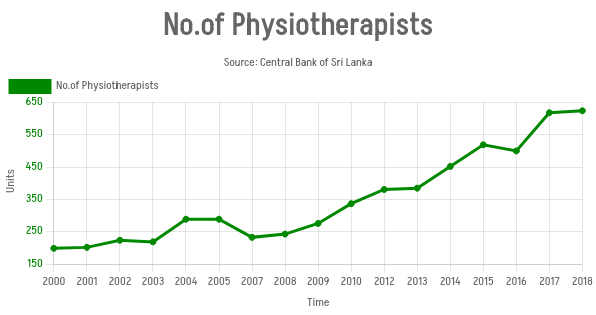 No.of Physiotherapists
Source: Central Bank of Sri Lanka
No.of Physiotherapists
650
550
450
350
250
150
Units
2000 2001 2002 2003 2004 2005 2007 2008 2009 2010 2012 2013 2014 2015 2016 2017 2018
Time